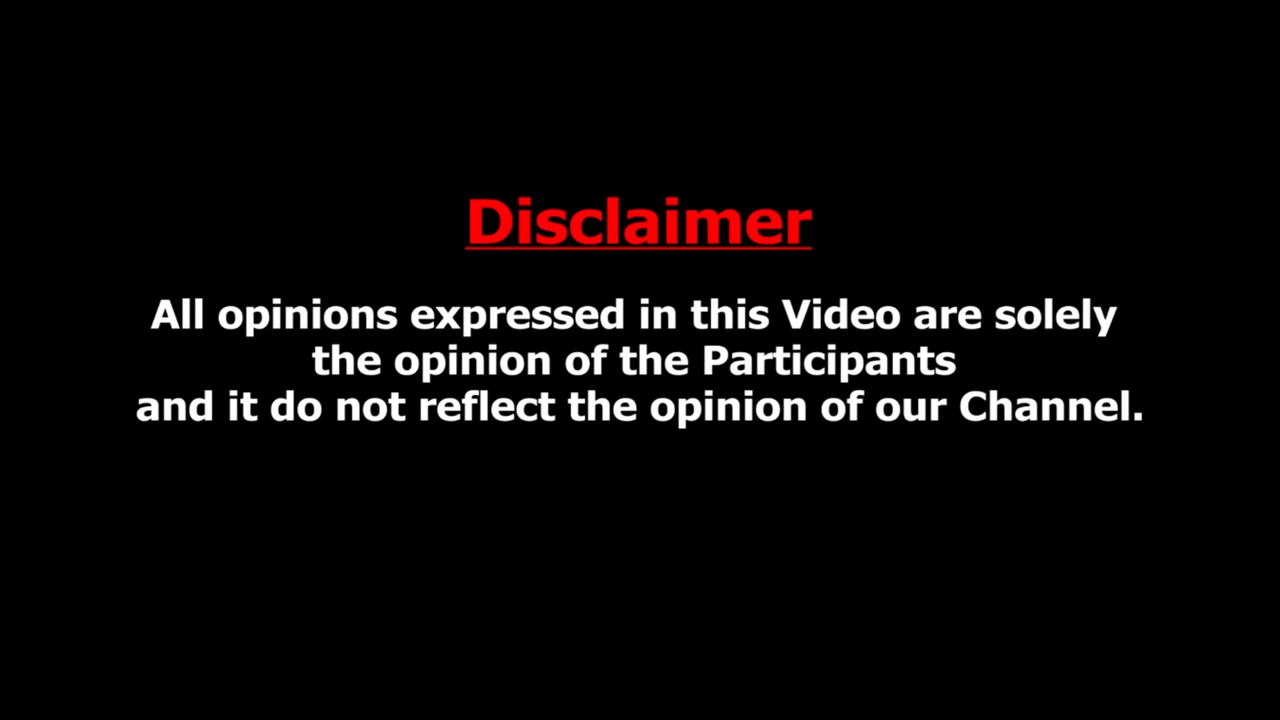 Disclaimer
All opinions expressed in this Video are solely
the opinion of the Participants
and it do not reflect the opinion of our Channel.